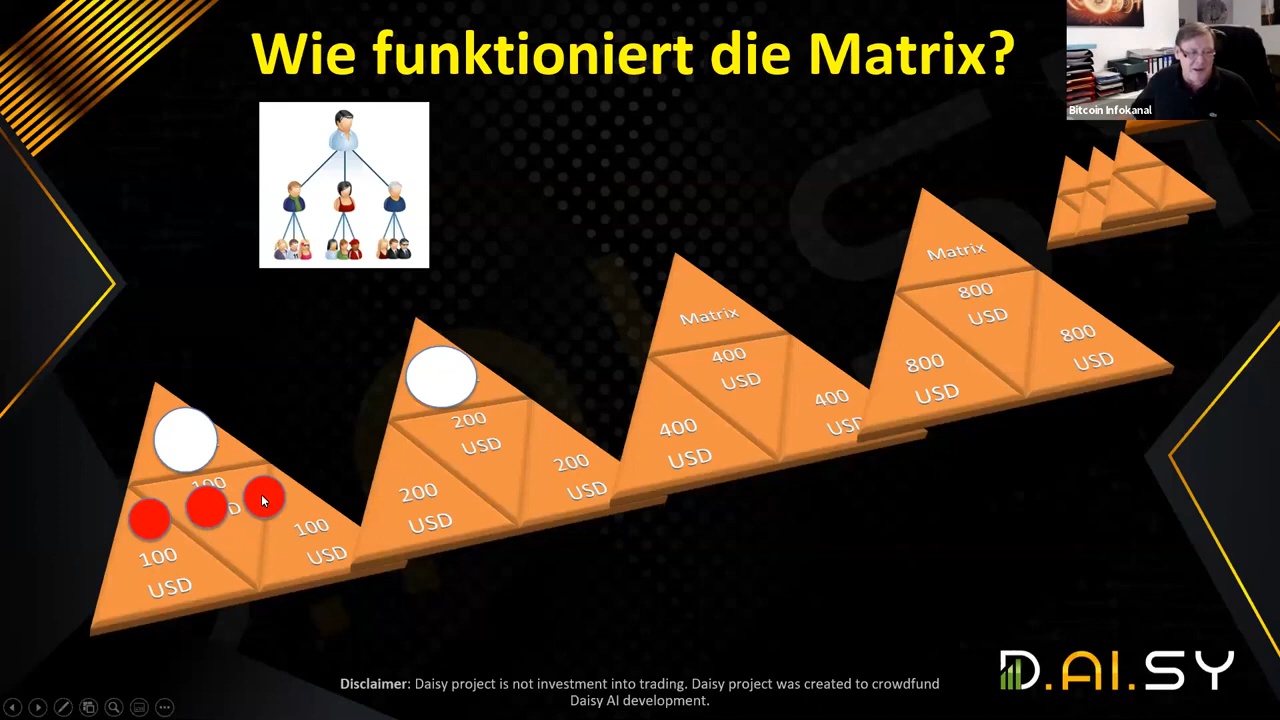 Wie funktioniert die Matrix?
Bitcoin Infokanal
Matrix
800
USD
800
USD
800
USD
Matrix
400
USD
400
USD
400
USD
200
USD
200
USD
200
USD
100
D
100
USD
100
USD
Disclaimer: Daisy project is not investment into trading. Daisy project was created to crowdfund
Daisy AI development.
D.AI.SY